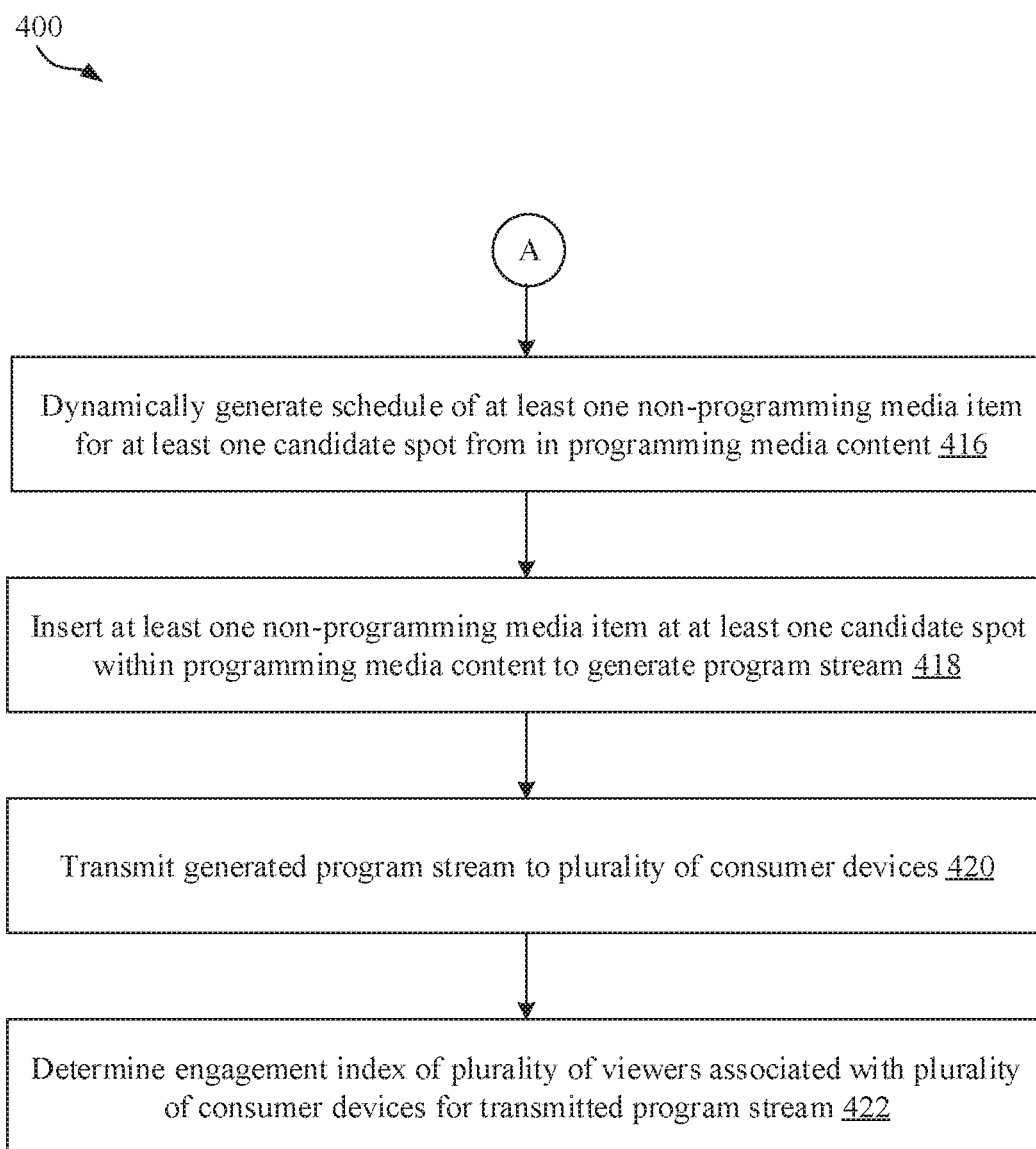 400
A
Dynamically generate schedule of at least one non-programming media item
for at least one candidate spot from in programming media content 416
Insert at least one non-programming media item at at least one candidate spot
within programming media content to generate program stream 418
Transmit generated program stream to plurality of consumer devices 420
Determine engagement index of plurality of viewers associated with plurality
of consumer devices for transmitted program stream 422